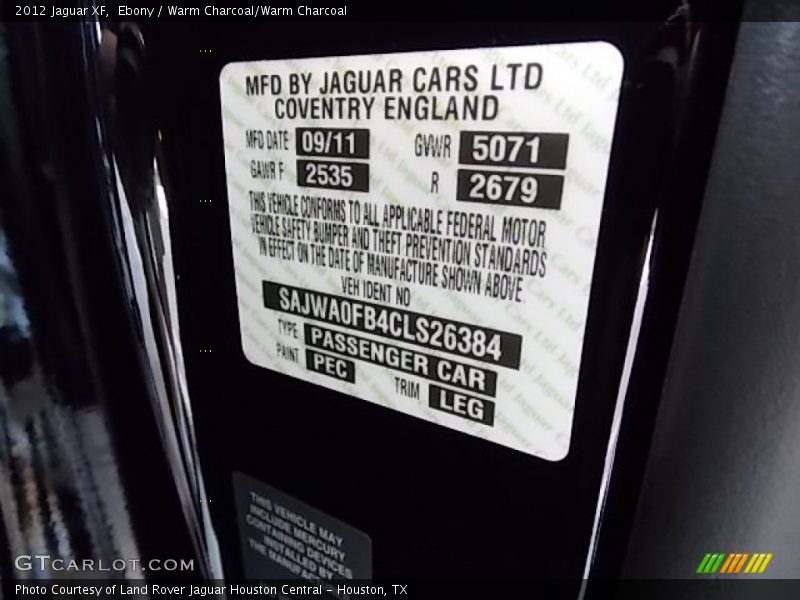 2012 Jaguar XF, Ebony / Warm Charcoal/Warm Charcoal
MFD BY JAGUAR CARS LTD
COVENTRY ENGLAND
MFD DATE 09/11 GVWR 5071
GAWR F 2535 R 2679
THIS VEHICLE CONFORMS TO ALL APPLICABLE FEDERAL MOTOR
VEHICLE SAFETY BUMPER AND THEFT PREVENTION STANDARDS
IN EFFECT ON THE DATE OF MANUFACTURE SHOWN ABOVE
VEH IDENT NO
SAJWA0FB4CLS26384
TYPE PASSENGER CAR
PAINT PEC TRIM LEG
THIS VEHICLE MAY
INCLUDE MERCURY
CONTAINING DEVICES
INSTALLED BY
THE
GTCARLOT.COM
Photo Courtesy of Land Rover Jaguar Houston Central – Houston, TX